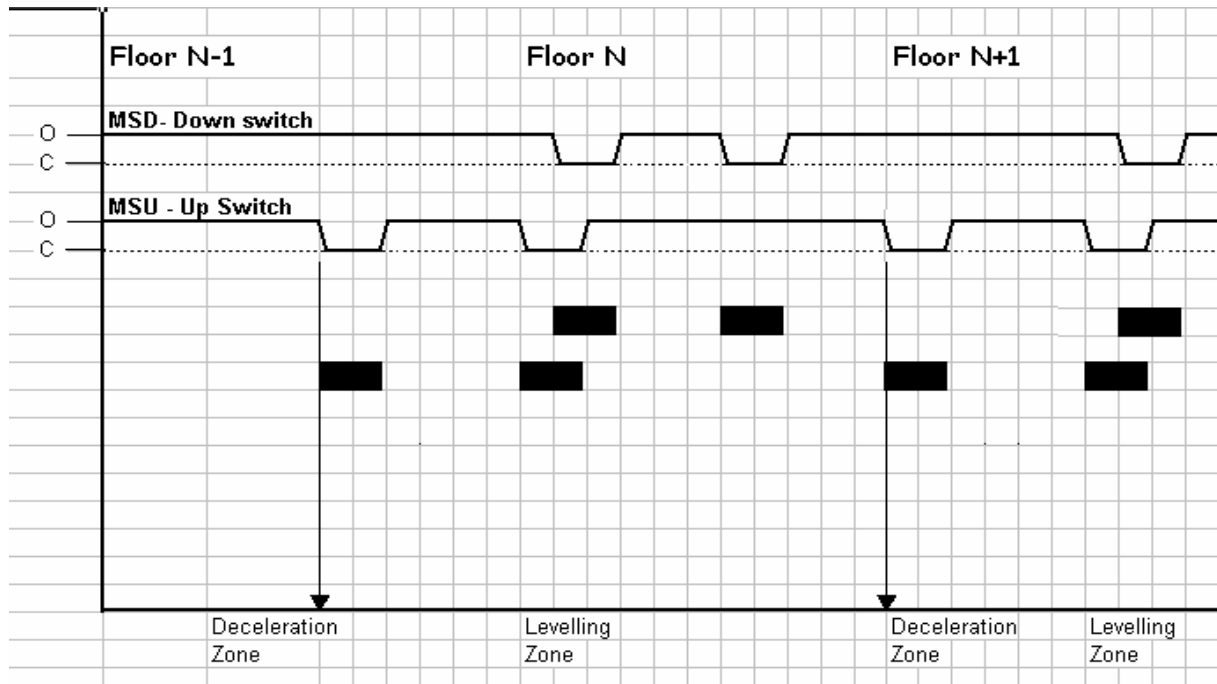 Floor N-1 Floor N Floor N+1
MSD- Down switch
O
C
MSU - Up Switch
O
C
Deceleration Levelling Deceleration Levelling
Zone Zone Zone Zone